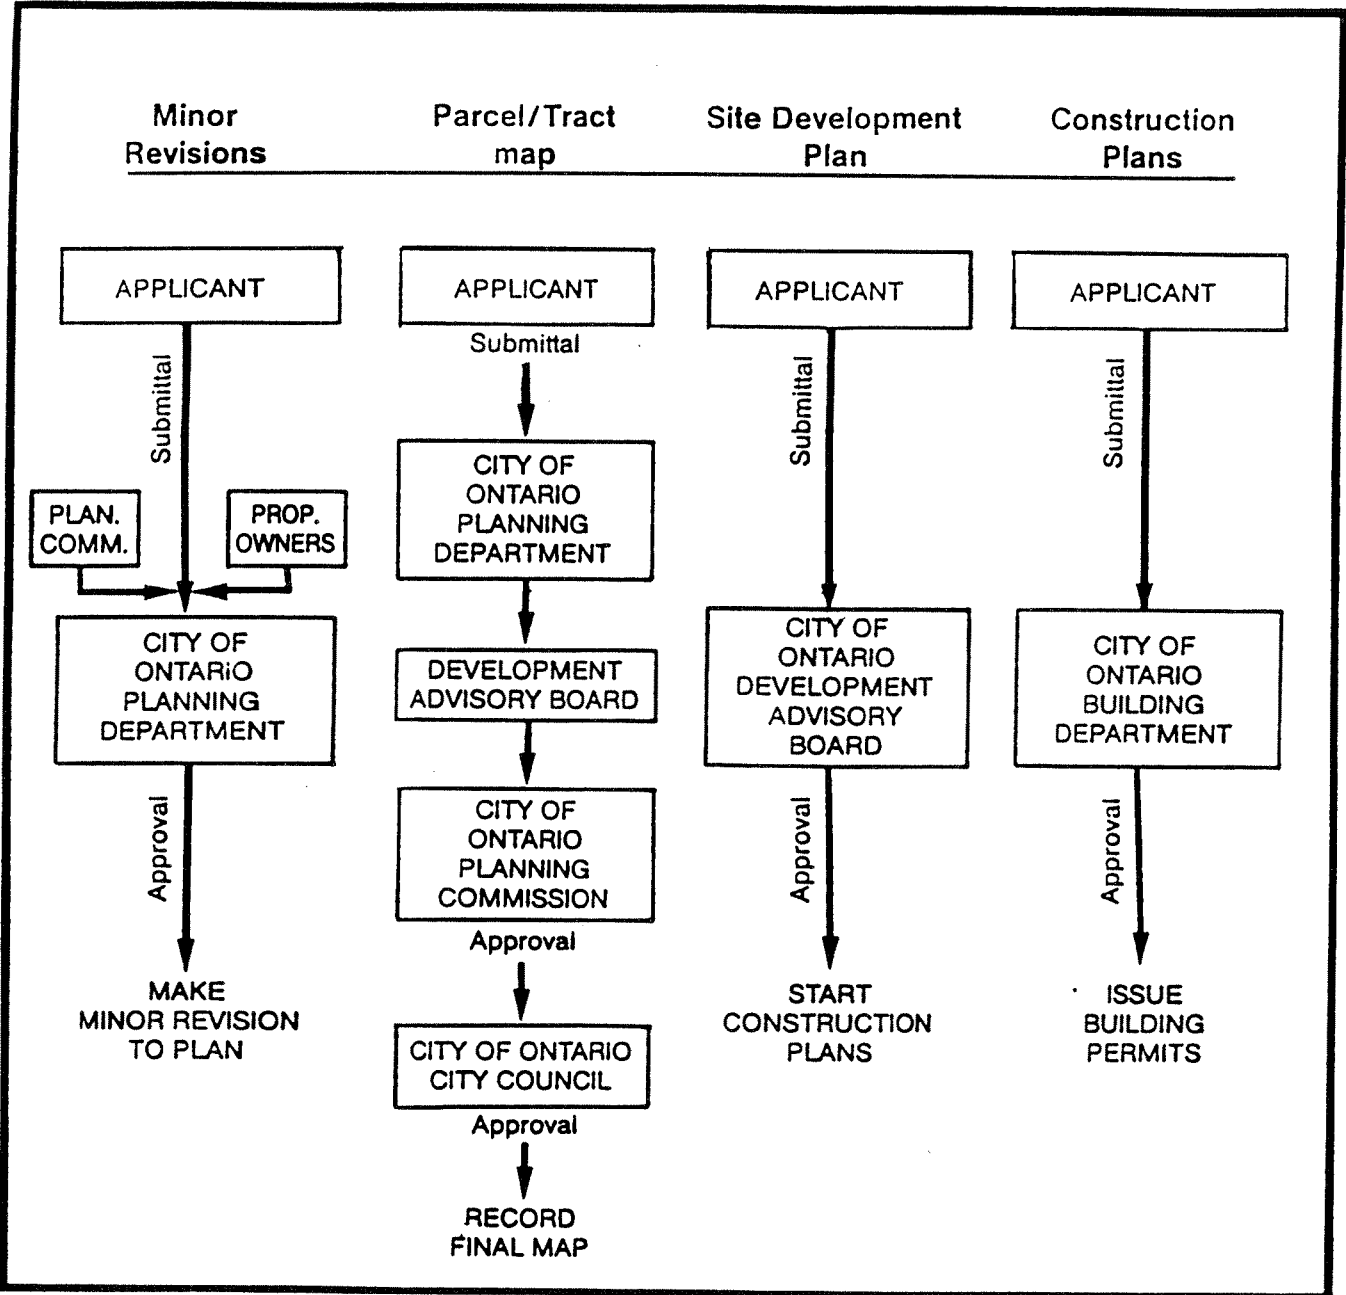 Minor
Revisions
Parcel/Tract
map
Site Development
Plan
Construction
Plans
APPLICANT
Submittal
PLAN.
COMM.
PROP.
OWNERS
CITY OF
ONTARIO
PLANNING
DEPARTMENT
Approval
MAKE
MINOR REVISION
TO PLAN
APPLICANT
Submittal
CITY OF
ONTARIO
PLANNING
DEPARTMENT
DEVELOPMENT
ADVISORY BOARD
CITY OF
ONTARIO
PLANNING
COMMISSION
Approval
CITY OF ONTARIO
CITY COUNCIL
Approval
RECORD
FINAL MAP
APPLICANT
Submittal
CITY OF
ONTARIO
DEVELOPMENT
ADVISORY
BOARD
Approval
START
CONSTRUCTION
PLANS
APPLICANT
Submittal
CITY OF
ONTARIO
BUILDING
DEPARTMENT
Approval
ISSUE
BUILDING
PERMITS